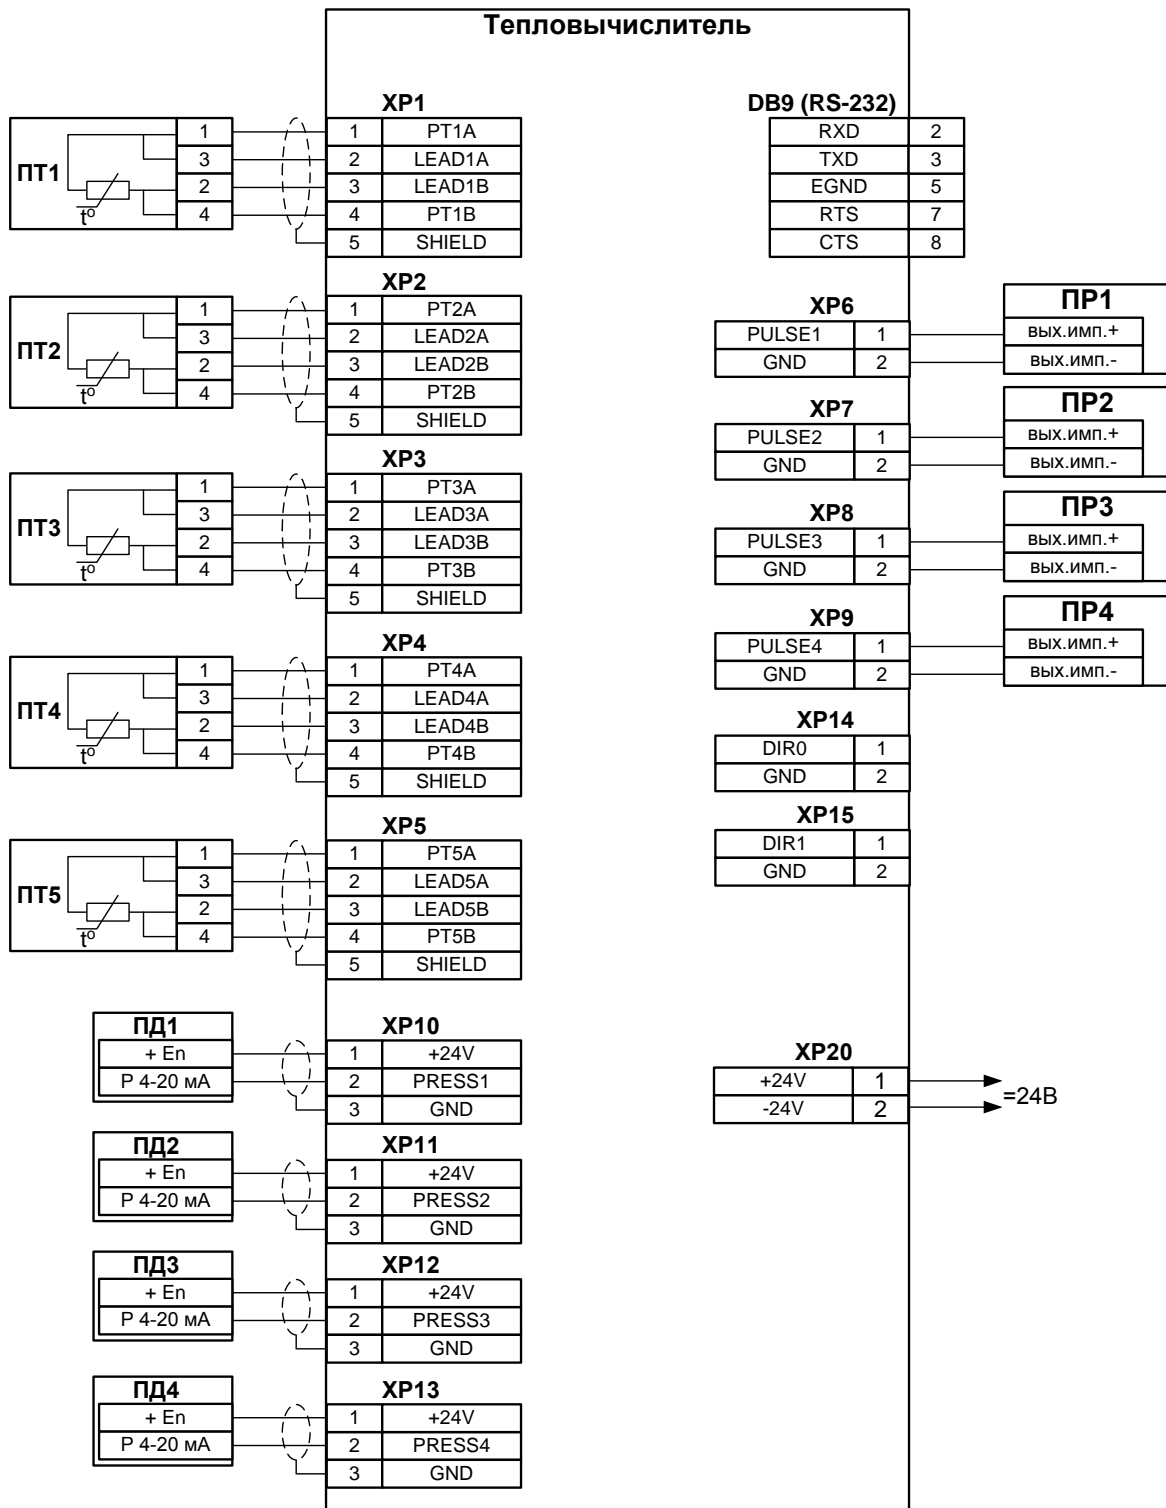 Тепловычислитель
XP1
ПТ1
1 1 PT1A
3 2 LEAD1A
2 3 LEAD1B
4 4 PT1B
5 SHIELD
tº
XP2
ПТ2
1 1 PT2A
3 2 LEAD2A
2 3 LEAD2B
4 4 PT2B
5 SHIELD
tº
XP3
ПТ3
1 1 PT3A
3 2 LEAD3A
2 3 LEAD3B
4 4 PT3B
5 SHIELD
tº
XP4
ПТ4
1 1 PT4A
3 2 LEAD4A
2 3 LEAD4B
4 4 PT4B
5 SHIELD
tº
XP5
ПТ5
1 1 PT5A
3 2 LEAD5A
2 3 LEAD5B
4 4 PT5B
5 SHIELD
tº
ПД1 XP10
+ En 1 +24V
P 4-20 мА 2 PRESS1
3 GND
ПД2 XP11
+ En 1 +24V
P 4-20 мА 2 PRESS2
3 GND
ПД3 XP12
+ En 1 +24V
P 4-20 мА 2 PRESS3
3 GND
ПД4 XP13
+ En 1 +24V
P 4-20 мА 2 PRESS4
3 GND
DB9 (RS-232)
RXD 2
TXD 3
EGND 5
RTS 7
CTS 8
XP6 ПР1
PULSE1 1 вых.имп.+
GND 2 вых.имп.-
XP7 ПР2
PULSE2 1 вых.имп.+
GND 2 вых.имп.-
XP8 ПР3
PULSE3 1 вых.имп.+
GND 2 вых.имп.-
XP9 ПР4
PULSE4 1 вых.имп.+
GND 2 вых.имп.-
XP14
DIR0 1
GND 2
XP15
DIR1 1
GND 2
XP20
+24V 1
-24V 2
=24В